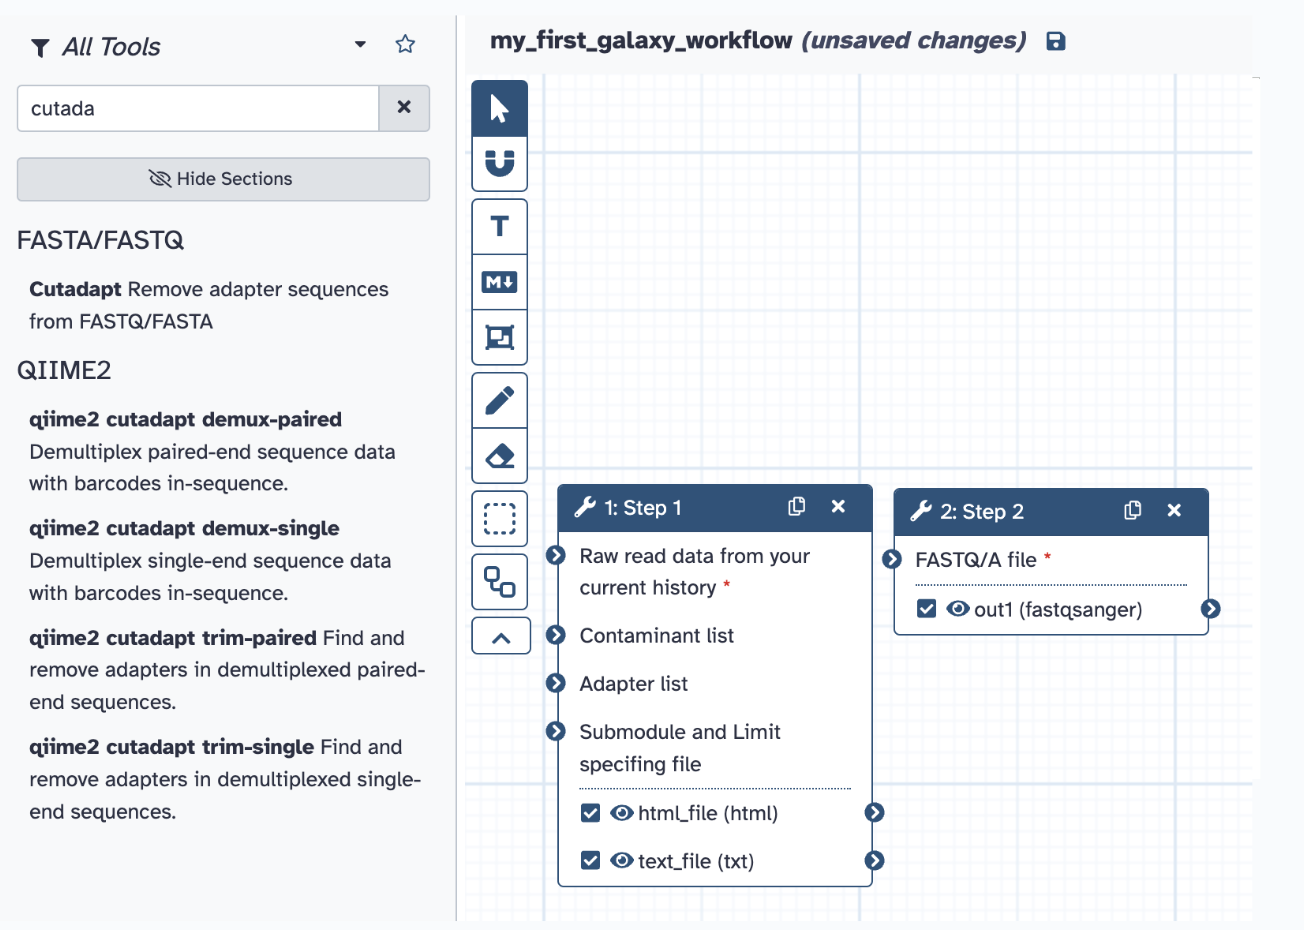 All Tools
cutada
Hide Sections
FASTA/FASTQ
Cutadapt Remove adapter sequences
from FASTQ/FASTA
QIIME2
qiime2 cutadapt demux-paired
Demultiplex paired-end sequence data
with barcodes in-sequence.
qiime2 cutadapt demux-single
Demultiplex single-end sequence data
with barcodes in-sequence.
qiime2 cutadapt trim-paired Find and
remove adapters in demultiplexed paired-
end sequences.
qiime2 cutadapt trim-single Find and
remove adapters in demultiplexed single-
end sequences.
my_first_galaxy_workflow (unsaved changes)
T
M
1: Step 1
Raw read data from your
current history *
Contaminant list
Adapter list
Submodule and Limit
specifing file
html_file (html)
text_file (txt)
2: Step 2
FASTQ/A file *
out1 (fastqsanger)